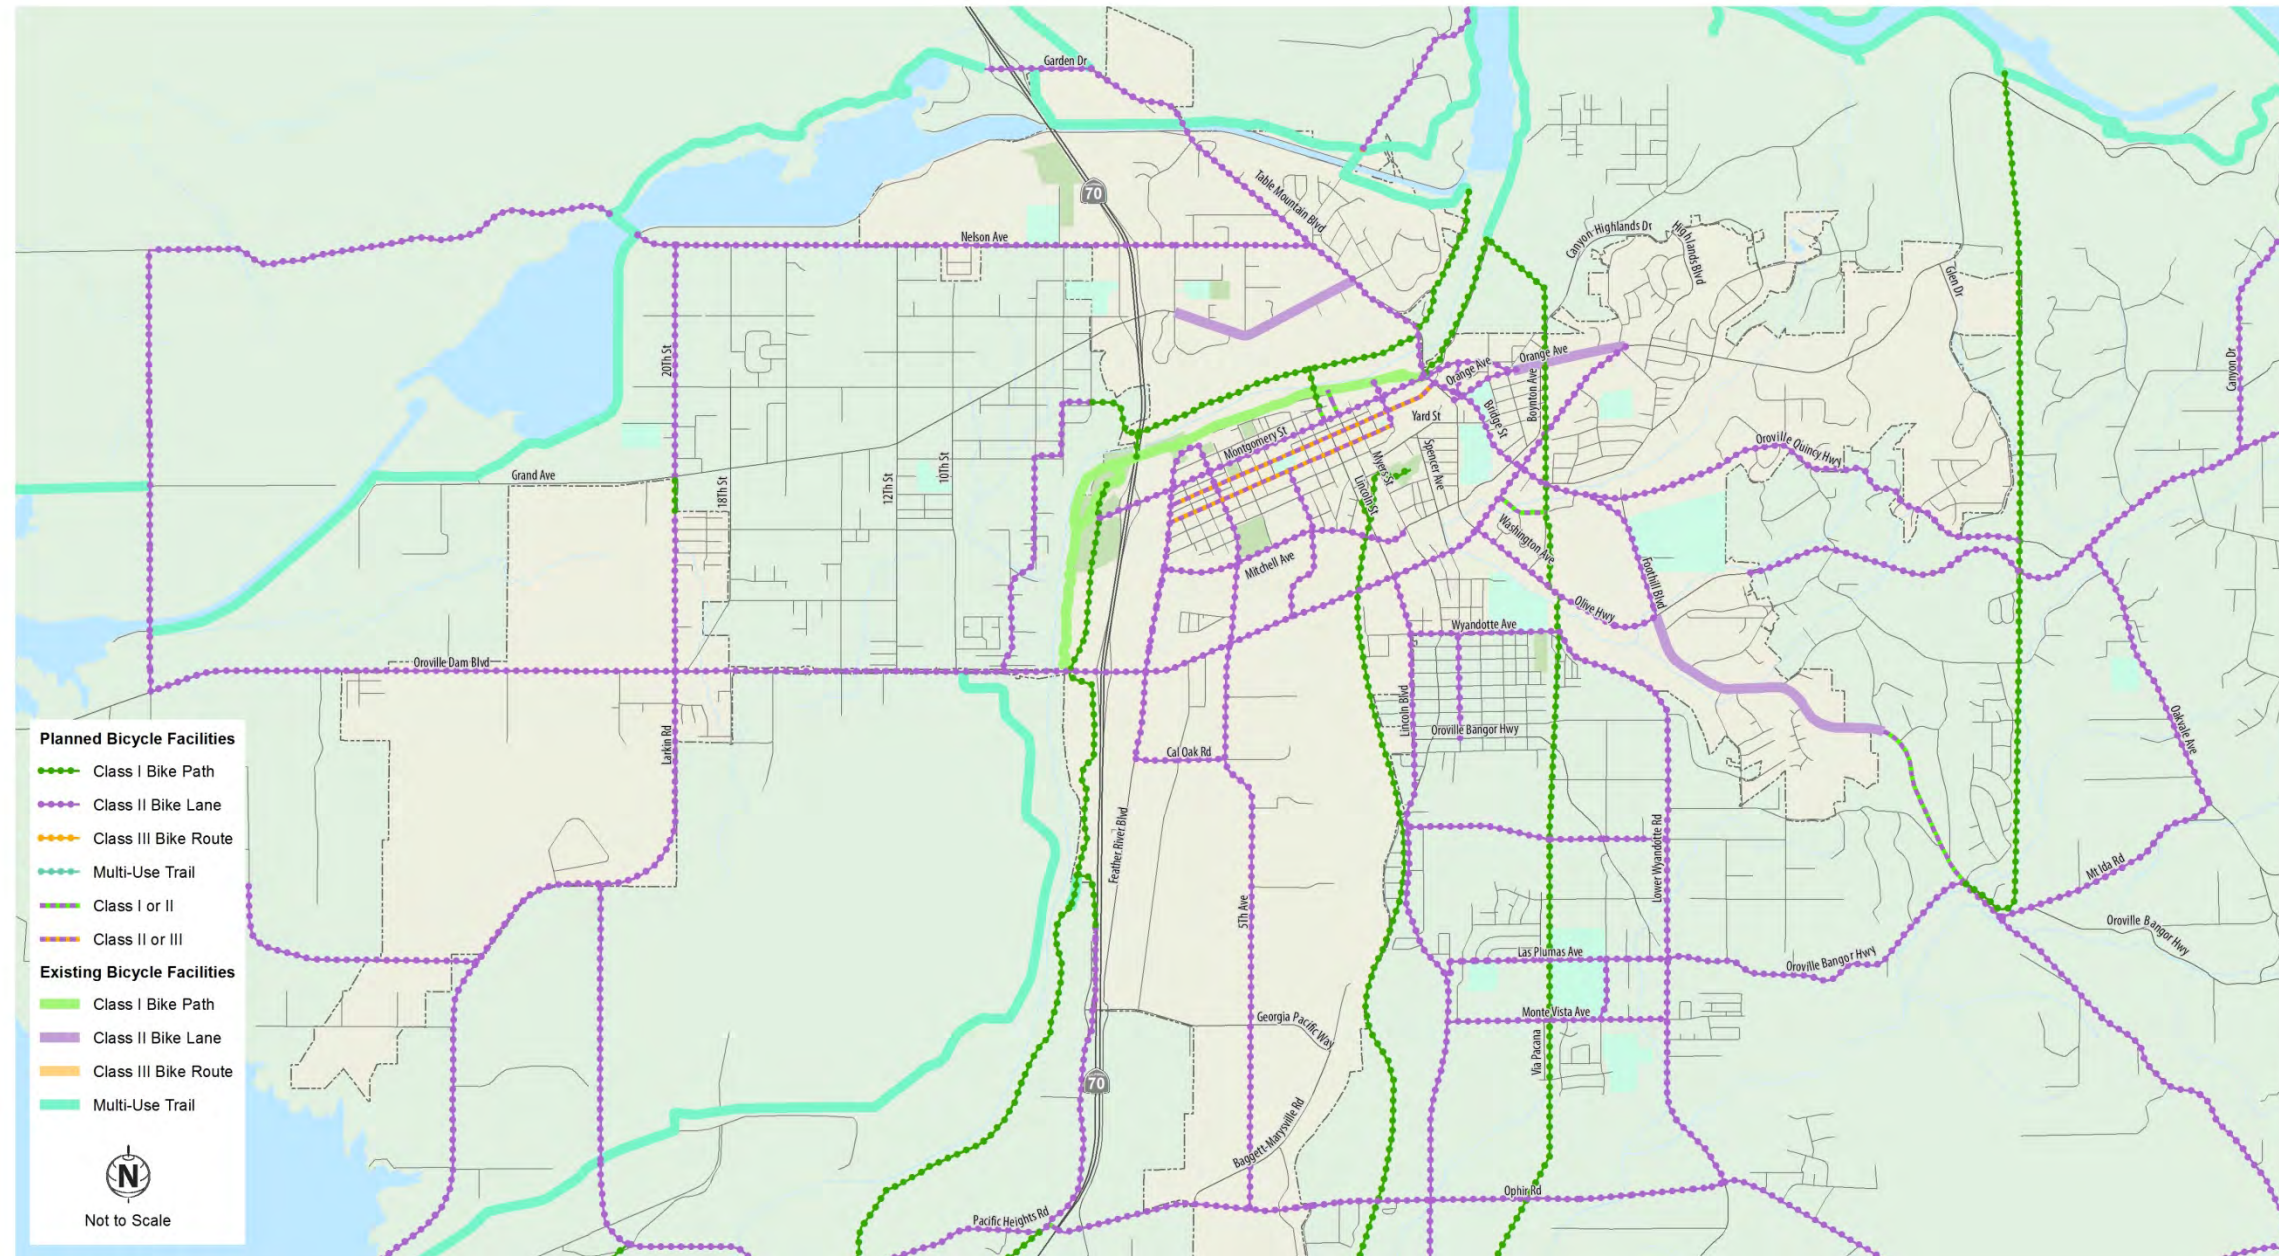 Garden Dr
70
Table Mountain Blvd
Nelson Ave
Canyon Highlands Dr
Highlands Blvd
Glen Dr
20Th St
Canyon Dr
Orange Ave
Orange Ave
Boynton Ave
Yard St
Bridge St
Montgomery St
Oroville Quincy Hwy
Spencer Ave
Myers St
Lincoln St
Grand Ave
18Th St
12Th St
10Th St
Washington Ave
Mitchell Ave
Foothill Blvd
Olive Hwy
Wyandotte Ave
Oroville Dam Blvd
Lincoln Blvd
Oroville Bangor Hwy
Oakvale Ave
Larkin Rd
Cal Oak Rd
Feather River Blvd
Lower Wyandotte Rd
Mt Ida Rd
5Th Ave
Oroville Bangor Hwy
Las Plumas Ave
Oroville Bangor Hwy
Georgia Pacific Way
Monte Vista Ave
Via Pacana
70
Baggett-Marysville Rd
Ophir Rd
Pacific Heights Rd
Planned Bicycle Facilities
Class I Bike Path
Class II Bike Lane
Class III Bike Route
Multi-Use Trail
Class I or II
Class II or III
Existing Bicycle Facilities
Class I Bike Path
Class II Bike Lane
Class III Bike Route
Multi-Use Trail
N
Not to Scale